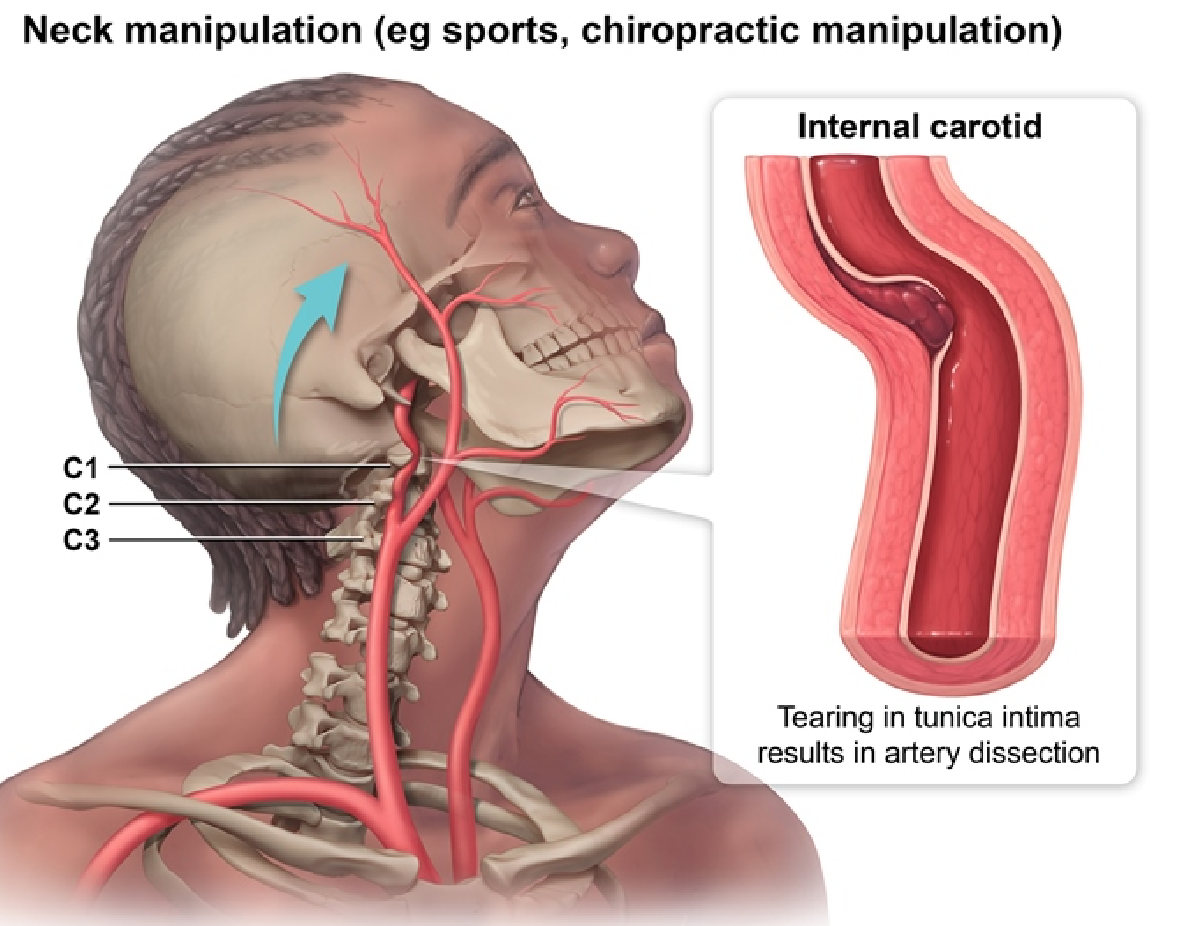 Neck manipulation (eg sports, chiropractic manipulation)
Internal carotid
C1
C2
C3
Tearing in tunica intima
results in artery dissection